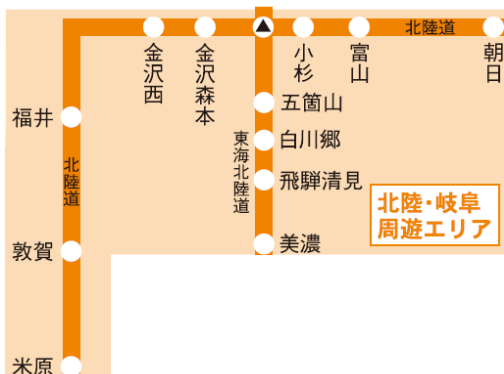 北陸道
金沢西
金沢森本
小杉
富山
朝日
福井
五箇山
白川郷
東海北陸道
飛騨清見
北陸道
北陸・岐阜
周遊エリア
美濃
敦賀
米原